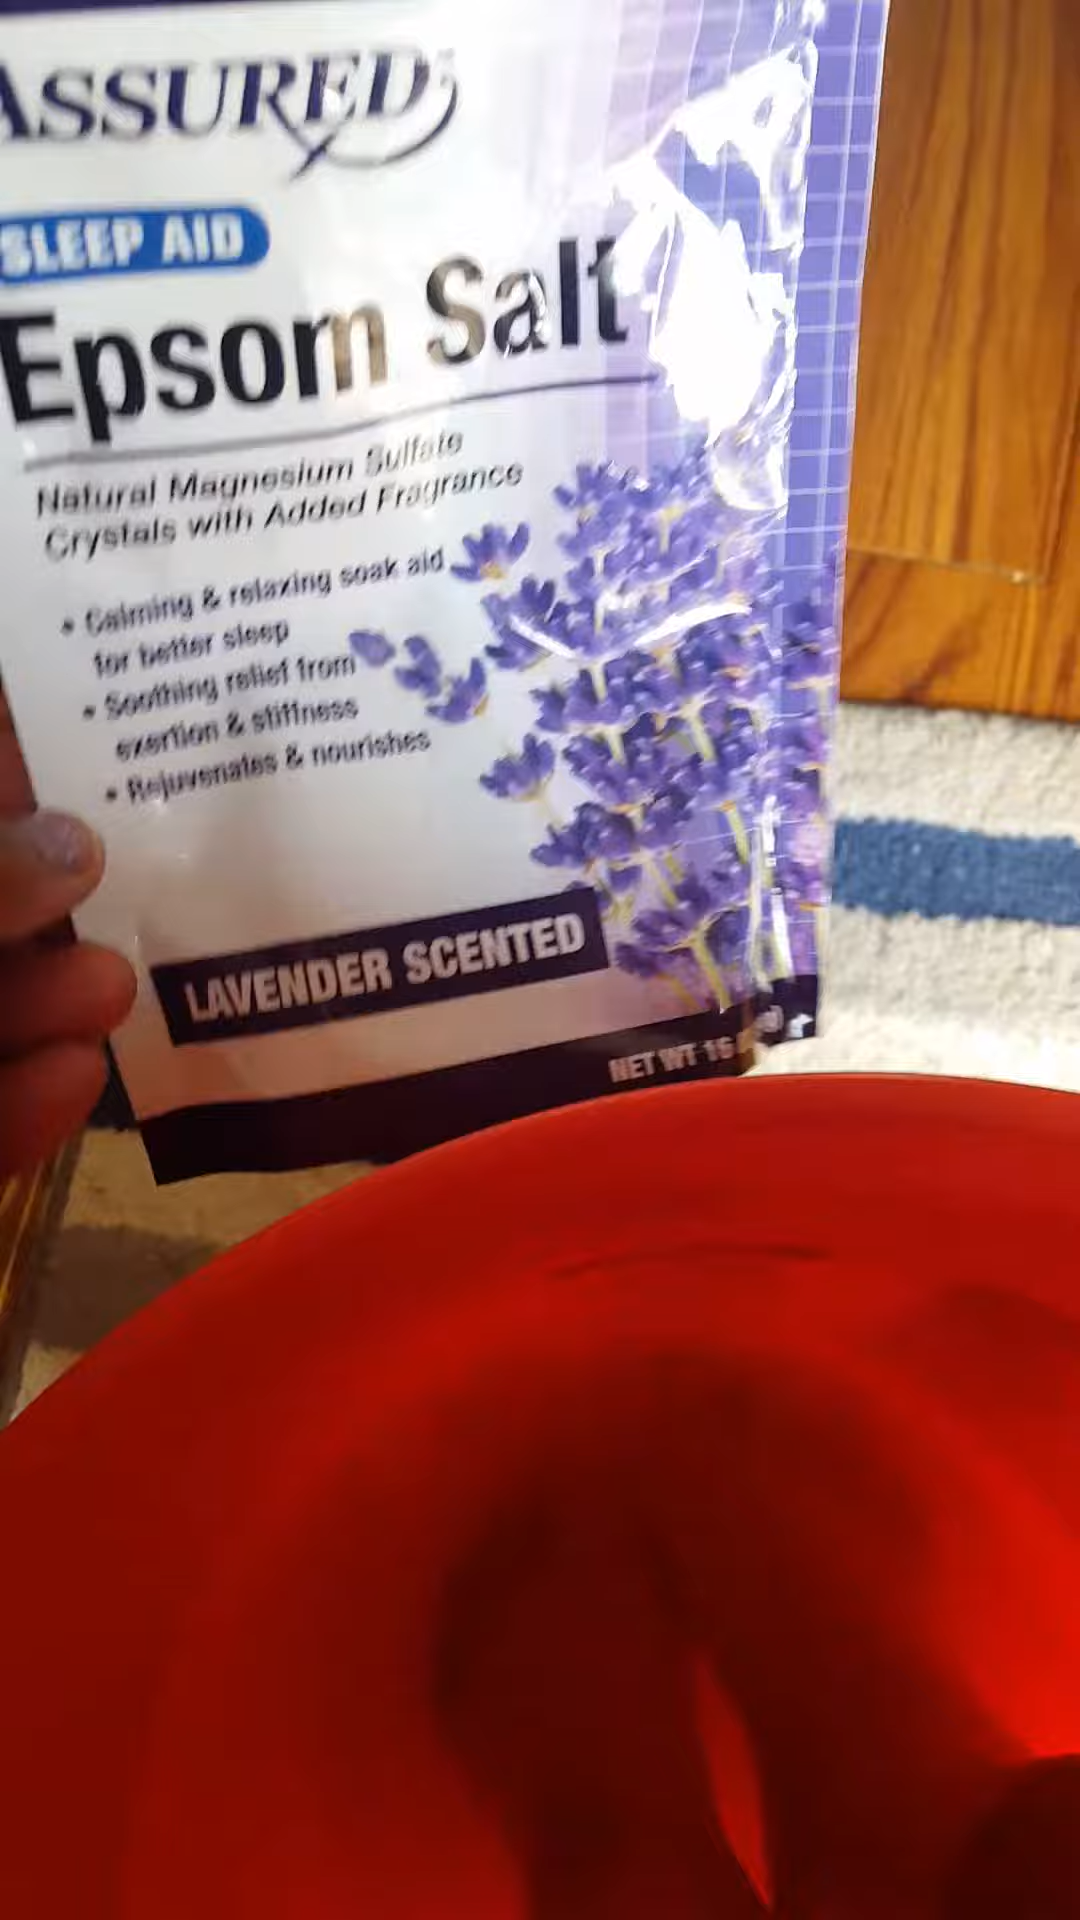 ASSURED
SLEEP AID
Epsom Salt
Natural Magnesium Sulfate
Crystals with Added Fragrance
• Calming & relaxing soak aid
for better sleep
• Soothing relief from
exertion & stiffness
• Rejuvenates & nourishes
LAVENDER SCENTED
NET WT 16